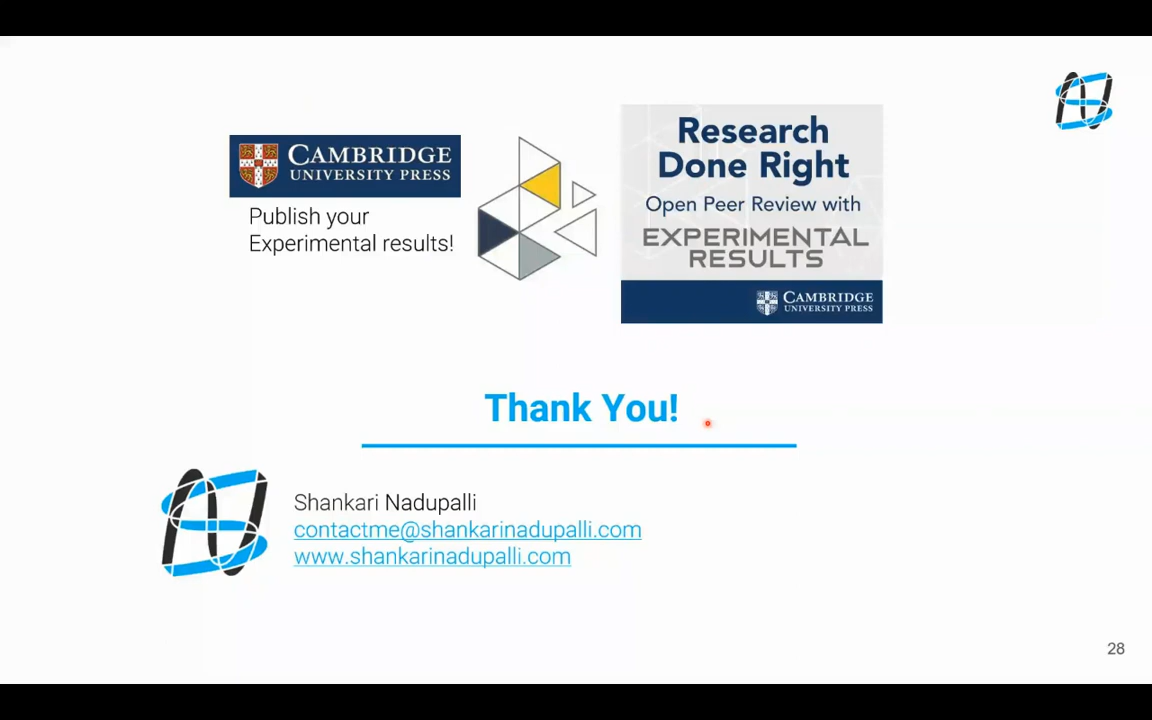 CAMBRIDGE
UNIVERSITY PRESS
Publish your
Experimental results!
Research
Done Right
Open Peer Review with
EXPERIMENTAL
RESULTS
CAMBRIDGE
UNIVERSITY PRESS
Thank You!
Shankari Nadupalli
contactme@shankarinadupalli.com
www.shankarinadupalli.com
28